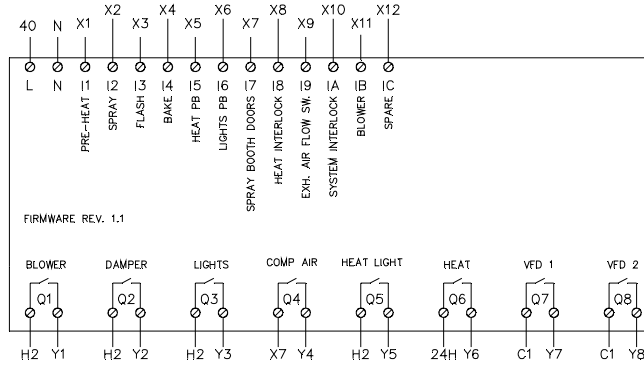 40 N X1 X2 X3 X4 X5 X6 X8 X10 X11 X12
L N I1 I2 I3 I4 I5 I6 I7 I8 I9 IA IB IC
PRE-HEAT
SPRAY
FLASH
BAKE
HEAT PB
LIGHTS PB
SPRAY BOOTH DOORS
HEAT INTERLOCK
EXH. AIR FLOW SW.
SYSTEM INTERLOCK
BLOWER
SPARE
FIRMWARE REV. 1.1
BLOWER DAMPER LIGHTS COMP AIR HEAT LIGHT HEAT VFD 1 VFD 2
Q1 Q2 Q3 Q4 Q5 Q6 Q7 Q8
H2 Y1 H2 Y2 H2 Y3 X7 Y4 H2 Y5 24H Y6 C1 Y7 C1 Y8